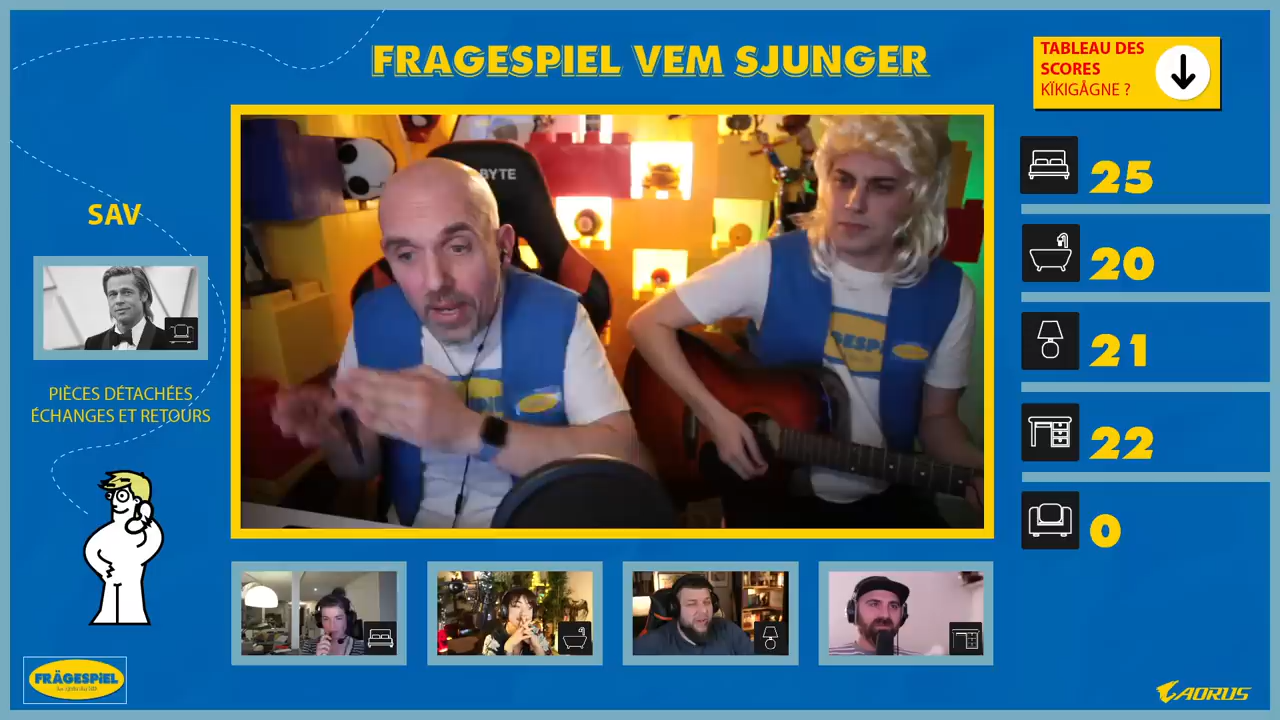 FRAGESPIEL VEM SJUNGER
TABLEAU DES
SCORES
KÏKIGÅGNE ?
BYTE
25
SAV
20
21
PIÈCES DÉTACHÉES
ÉCHANGES ET RETOURS
22
0
FRÄGESPIEL
AORUS